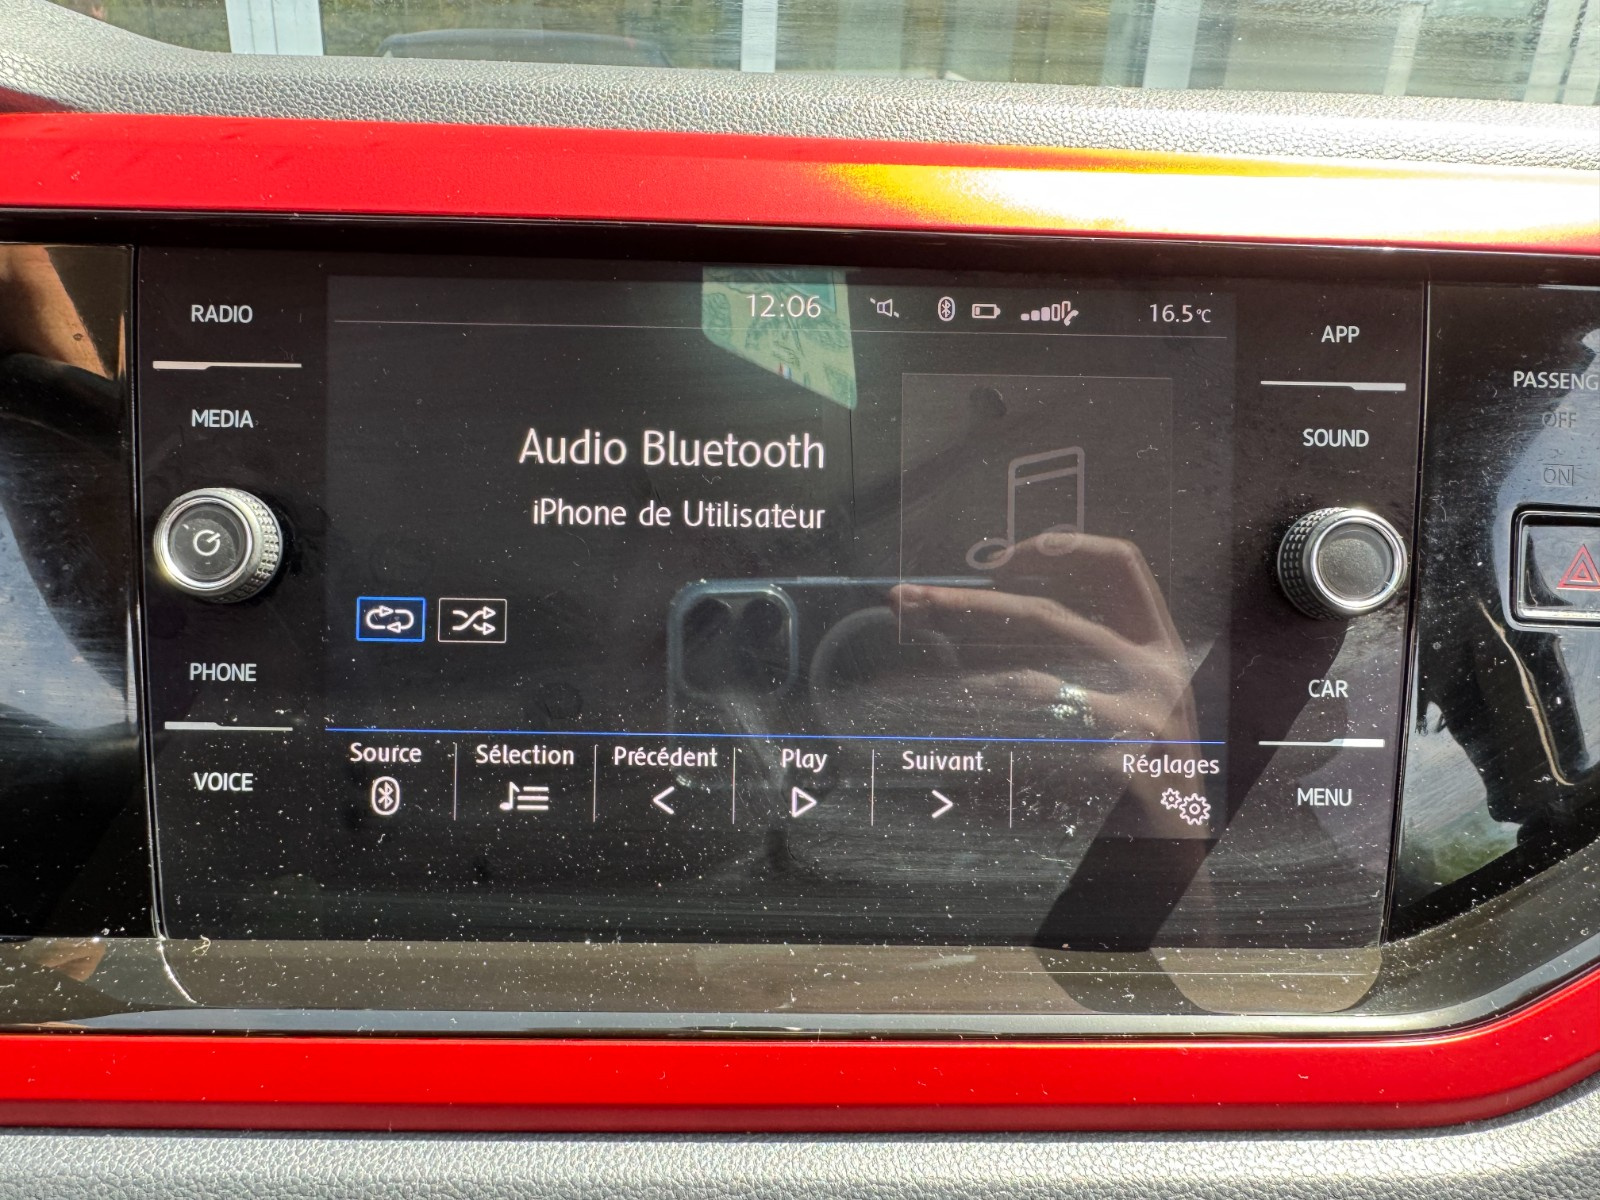 RADIO
MEDIA
PHONE
VOICE
12:06
16.5°C
Audio Bluetooth
iPhone de Utilisateur
Source
Sélection
Précédent
Play
Suivant
Réglages
APP
SOUND
CAR
MENU
PASSENG
OFF
ON